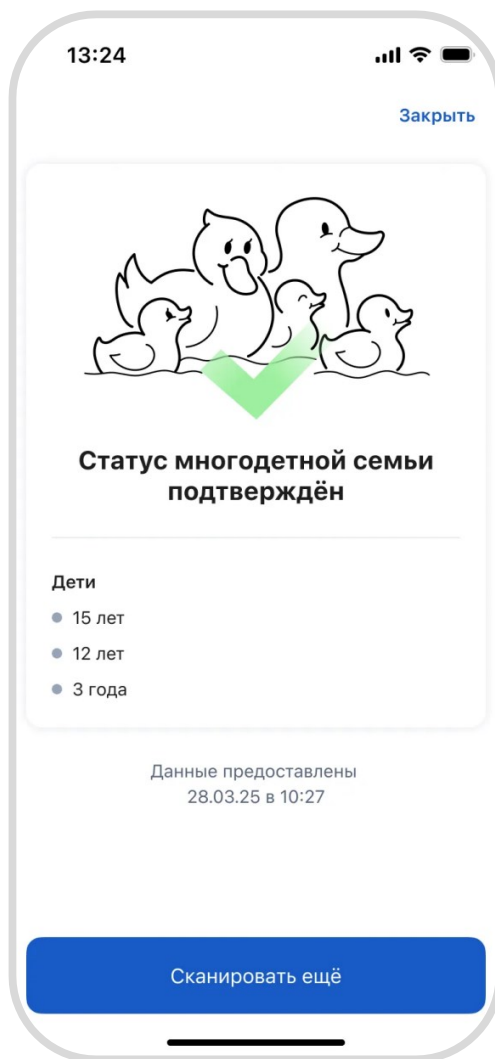 13:24
Закрыть
Статус многодетной семьи
подтверждён
Дети
15 лет
12 лет
3 года
Данные предоставлены
28.03.25 в 10:27
Сканировать ещё